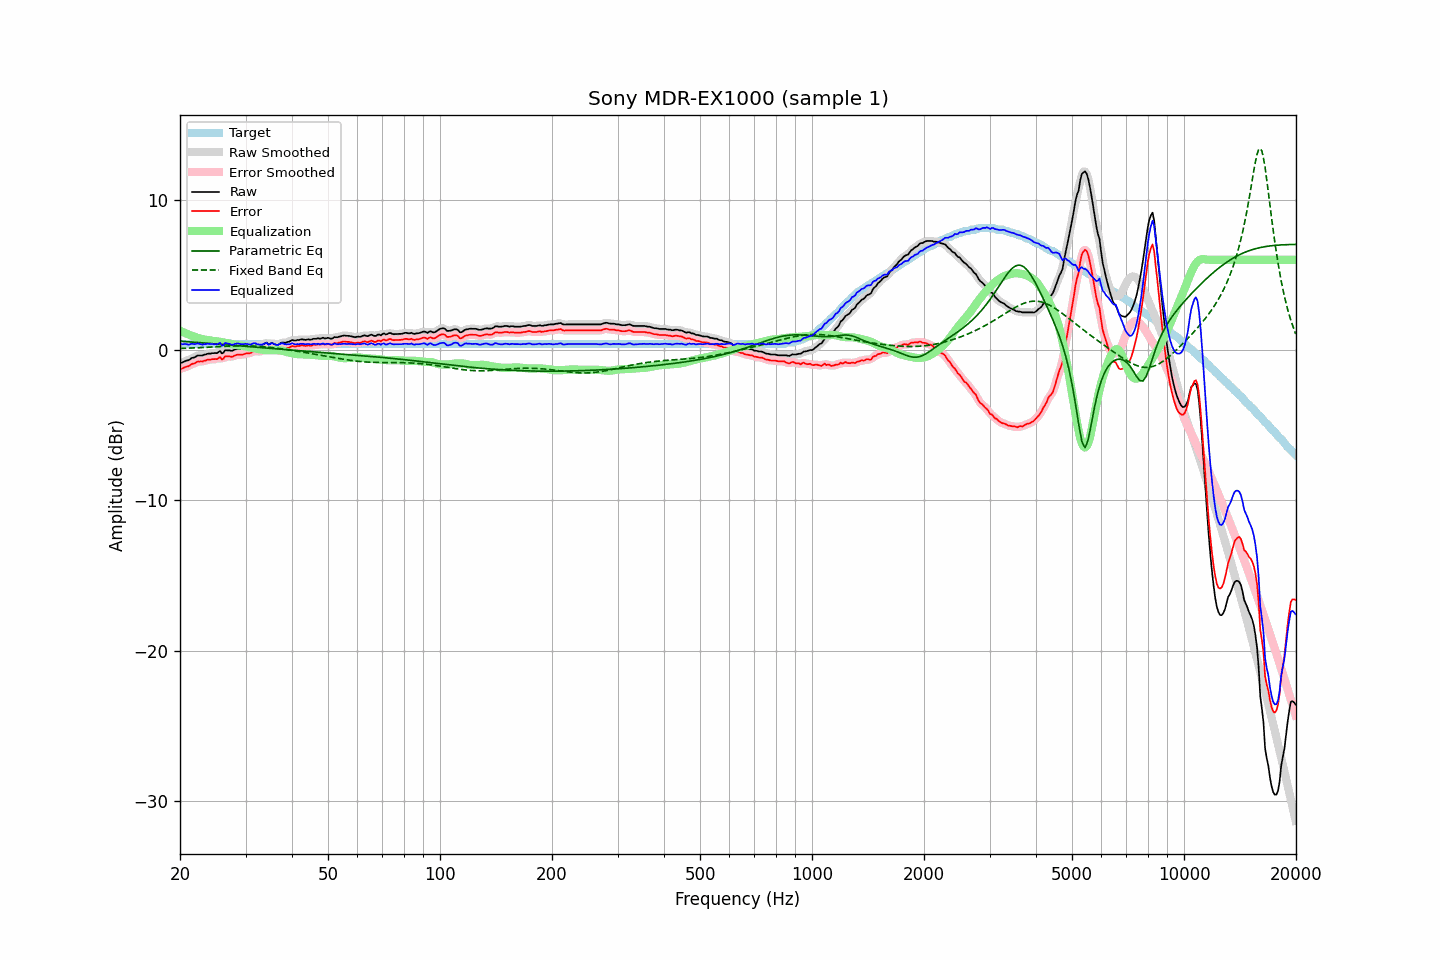 Sony MDR-EX1000 (sample 1)
Target
Raw Smoothed
Error Smoothed
Raw
Error
Equalization
Parametric Eq
Fixed Band Eq
Equalized
10
0
−10
−20
−30
Amplitude (dBr)
20
50
100
200
500
1000
2000
5000
10000
20000
Frequency (Hz)